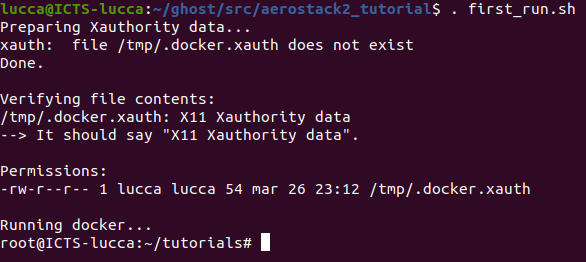 lucca@ICTS-lucca:~/ghost/src/aerostack2_tutorial$ . first_run.sh
Preparing Xauthority data...
xauth:  file /tmp/.docker.xauth does not exist
Done.
Verifying file contents:
/tmp/.docker.xauth: X11 Xauthority data
--> It should say "X11 Xauthority data".
Permissions:
-rw-r--r-- 1 lucca lucca 54 mar 26 23:12 /tmp/.docker.xauth
Running docker...
root@ICTS-lucca:~/tutorials#